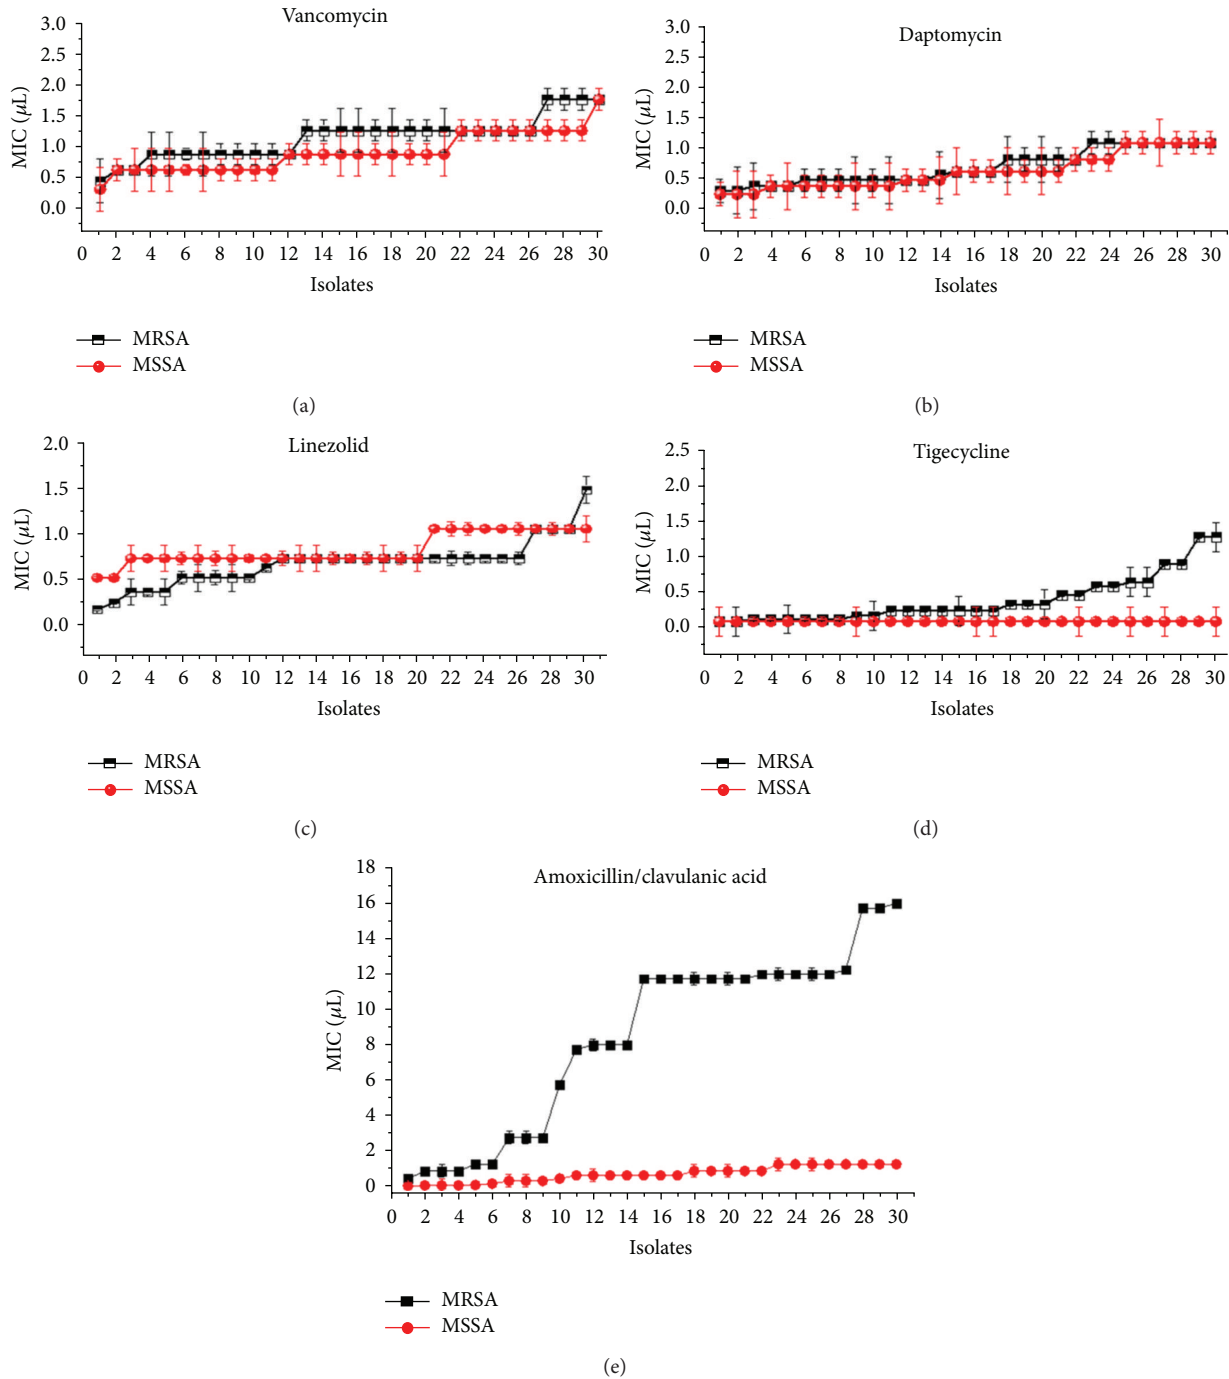 Vancomycin
3.0
2.5
2.0
1.5
1.0
0.5
0.0
MIC (μL)
0 2 4 6 8 10 12 14 16 18 20 22 24 26 28 30
Isolates
MRSA
MSSA
(a)
Daptomycin
3.0
2.5
2.0
1.5
1.0
0.5
0.0
MIC (μL)
0 2 4 6 8 10 12 14 16 18 20 22 24 26 28 30
Isolates
MRSA
MSSA
(b)
Linezolid
2.0
1.5
1.0
0.5
0.0
MIC (μL)
0 2 4 6 8 10 12 14 16 18 20 22 24 26 28 30
Isolates
MRSA
MSSA
(c)
Tigecycline
2.5
2.0
1.5
1.0
0.5
0.0
MIC (μL)
0 2 4 6 8 10 12 14 16 18 20 22 24 26 28 30
Isolates
MRSA
MSSA
(d)
Amoxicillin/clavulanic acid
18
16
14
12
10
8
6
4
2
0
MIC (μL)
0 2 4 6 8 10 12 14 16 18 20 22 24 26 28 30
Isolates
MRSA
MSSA
(e)